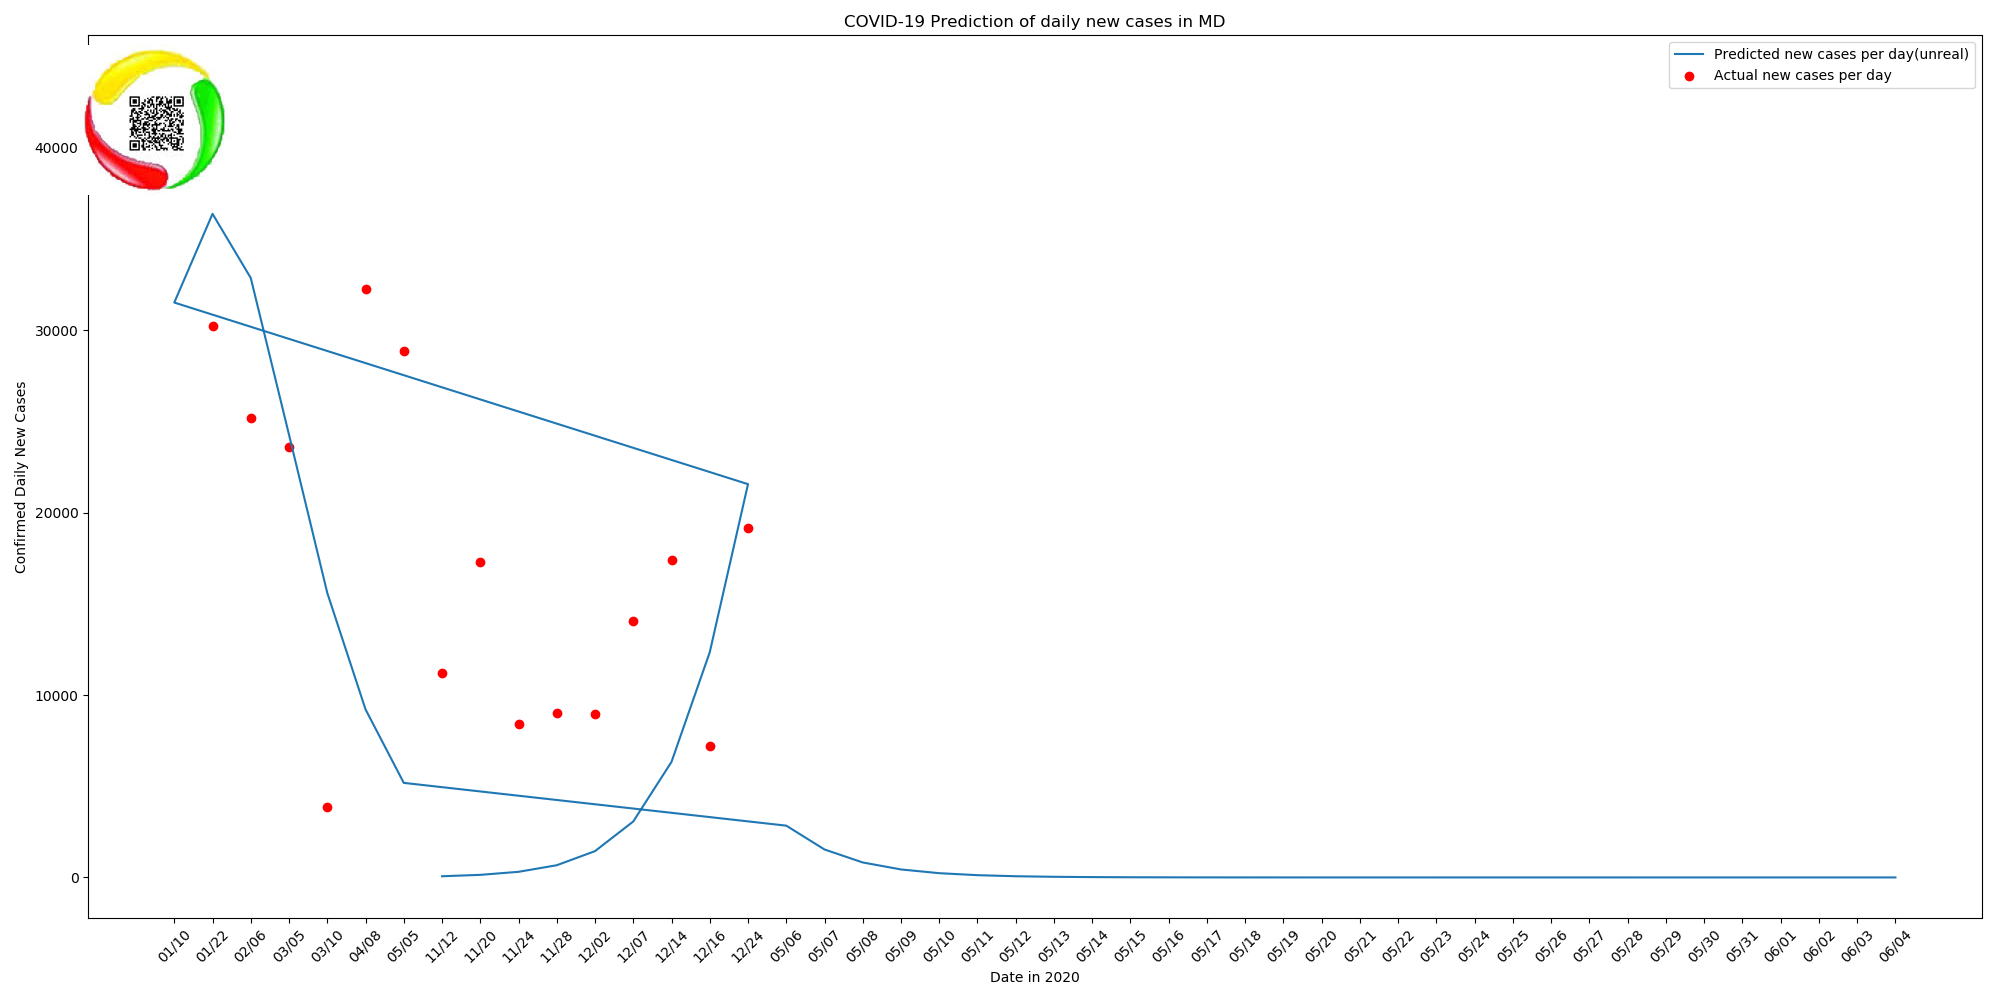 COVID-19 Prediction of daily new cases in MD
Predicted new cases per day(unreal)
Actual new cases per day
Confirmed Daily New Cases
40000
30000
20000
10000
0
01/10 01/22 02/06 03/05 03/10 04/08 05/05 11/12 11/20 11/24 11/28 12/02 12/07 12/14 12/16 12/24 05/06 05/07 05/08 05/09 05/10 05/11 05/12 05/13 05/14 05/15 05/16 05/17 05/18 05/19 05/20 05/21 05/22 05/23 05/24 05/25 05/26 05/27 05/28 05/29 05/30 05/31 06/01 06/02 06/03 06/04
Date in 2020